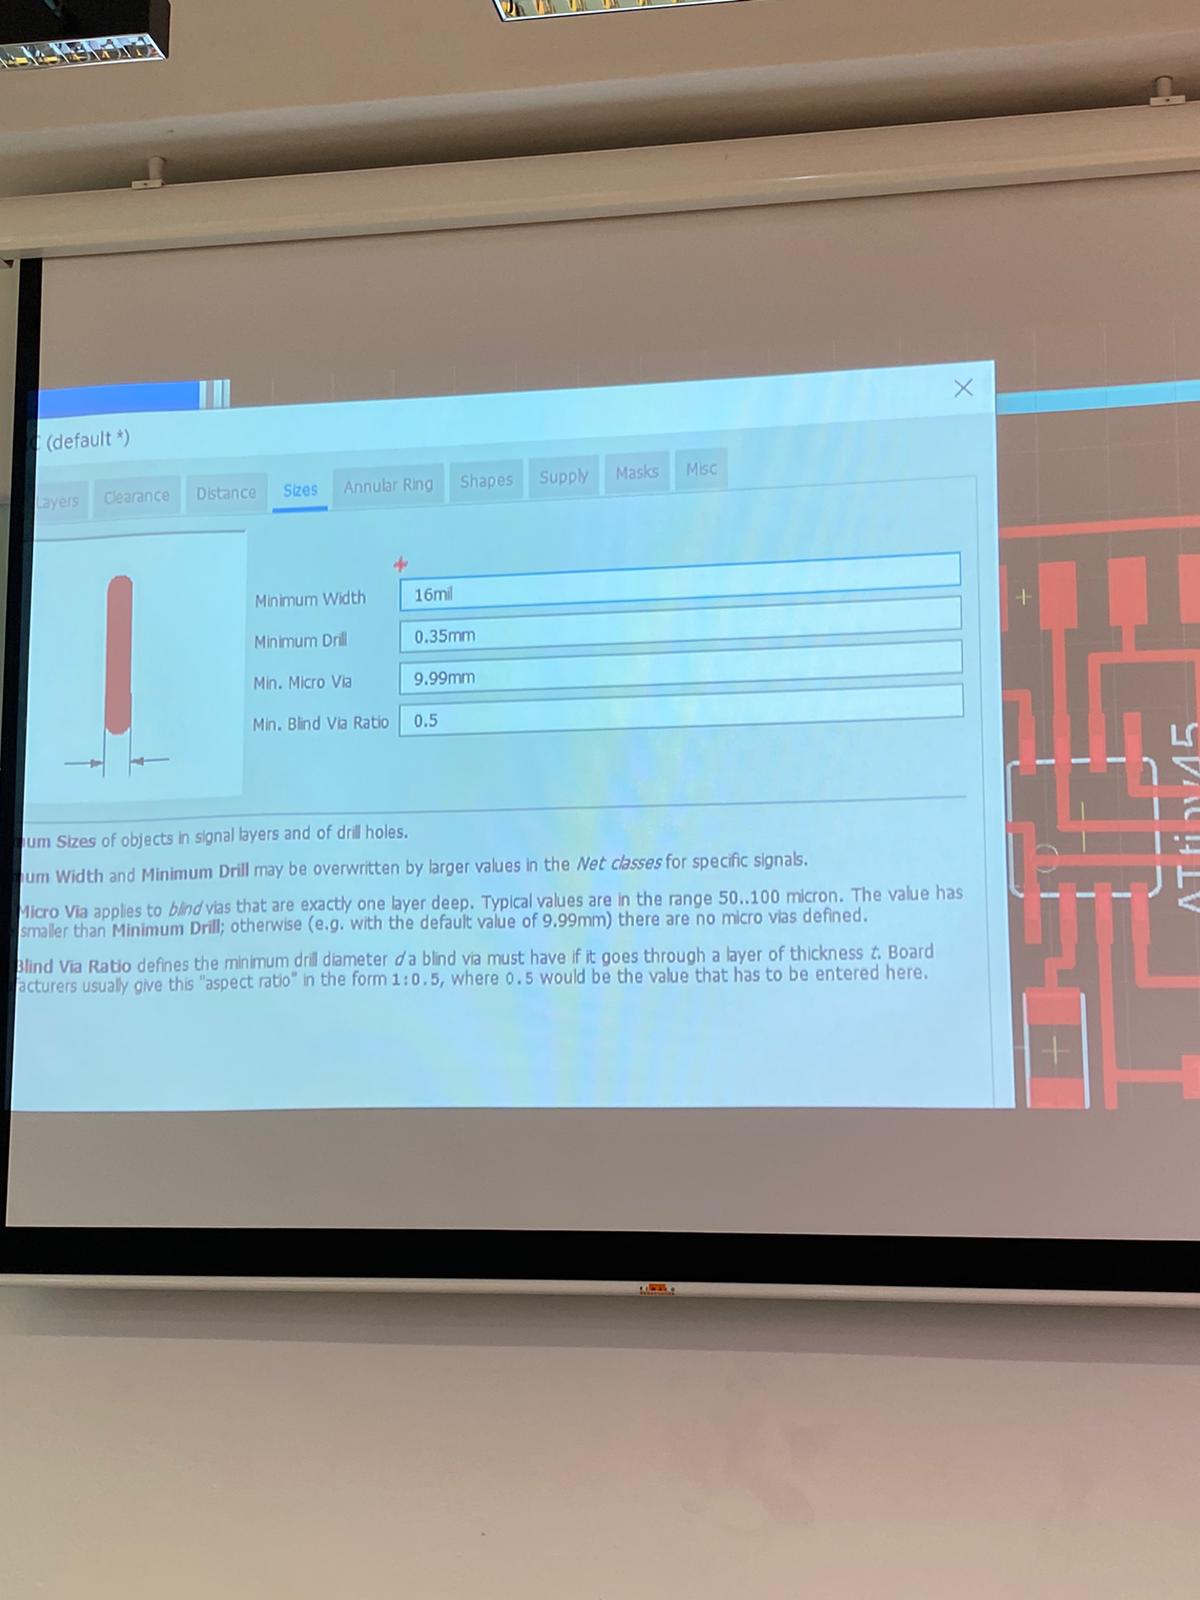 (default *)
Layers Clearance Distance Sizes Annular Ring Shapes Supply Masks Misc
Minimum Width 16mil
Minimum Drill 0.35mm
Min. Micro Via 9.99mm
Min. Blind Via Ratio 0.5
um Sizes of objects in signal layers and of drill holes.
um Width and Minimum Drill may be overwritten by larger values in the Net classes for specific signals.
Micro Via applies to blind vias that are exactly one layer deep. Typical values are in the range 50..100 micron. The value has
smaller than Minimum Drill; otherwise (e.g. with the default value of 9.99mm) there are no micro vias defined.
Blind Via Ratio defines the minimum drill diameter d a blind via must have if it goes through a layer of thickness t. Board
acturers usually give this "aspect ratio" in the form 1:0.5, where 0.5 would be the value that has to be entered here.
ATtiny45